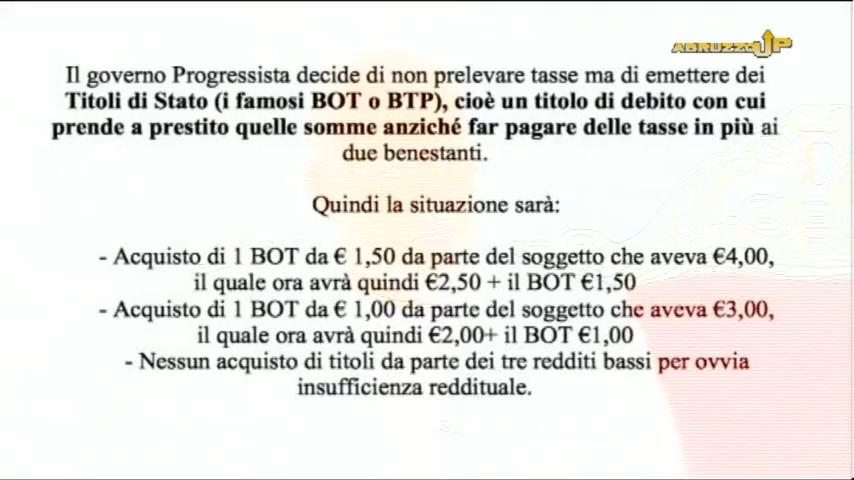 ABRUZZOUP
Il governo Progressista decide di non prelevare tasse ma di emettere dei
Titoli di Stato (i famosi BOT o BTP), cioè un titolo di debito con cui
prende a prestito quelle somme anziché far pagare delle tasse in più ai
due benestanti.
Quindi la situazione sarà:
- Acquisto di 1 BOT da € 1,50 da parte del soggetto che aveva €4,00,
il quale ora avrà quindi €2,50 + il BOT €1,50
- Acquisto di 1 BOT da € 1,00 da parte del soggetto che aveva €3,00,
il quale ora avrà quindi €2,00+ il BOT €1,00
- Nessun acquisto di titoli da parte dei tre redditi bassi per ovvia
insufficienza reddituale.